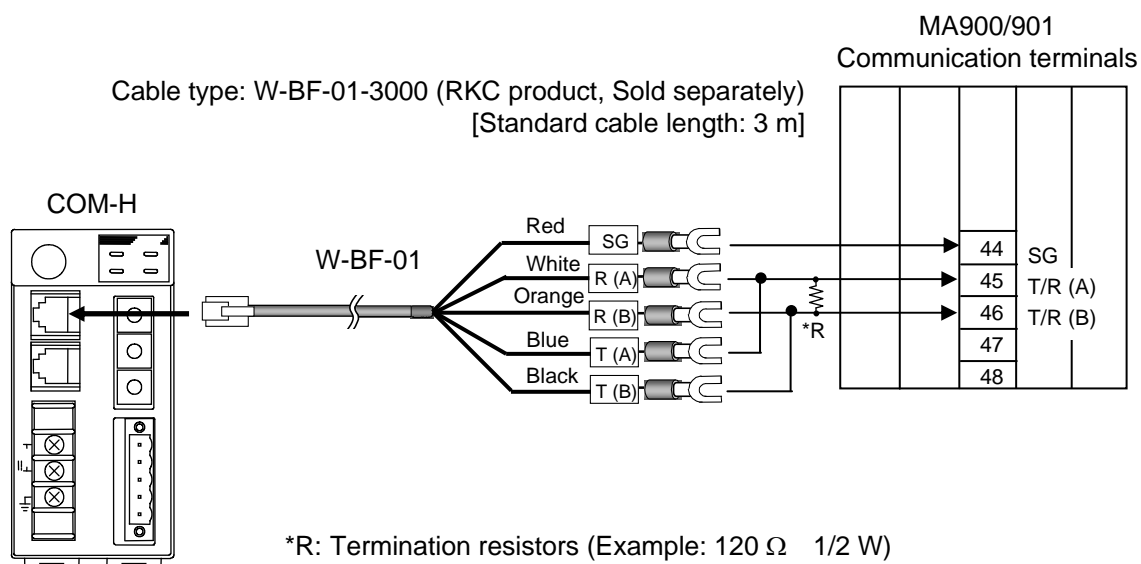 MA900/901
Communication terminals
Cable type: W-BF-01-3000 (RKC product, Sold separately)
[Standard cable length: 3 m]
COM-H
W-BF-01
Red
SG
White
R (A)
Orange
R (B)
Blue
T (A)
Black
T (B)
*R
44
SG
45
T/R (A)
46
T/R (B)
47
48
+
*R: Termination resistors (Example: 120 Ω 1/2 W)